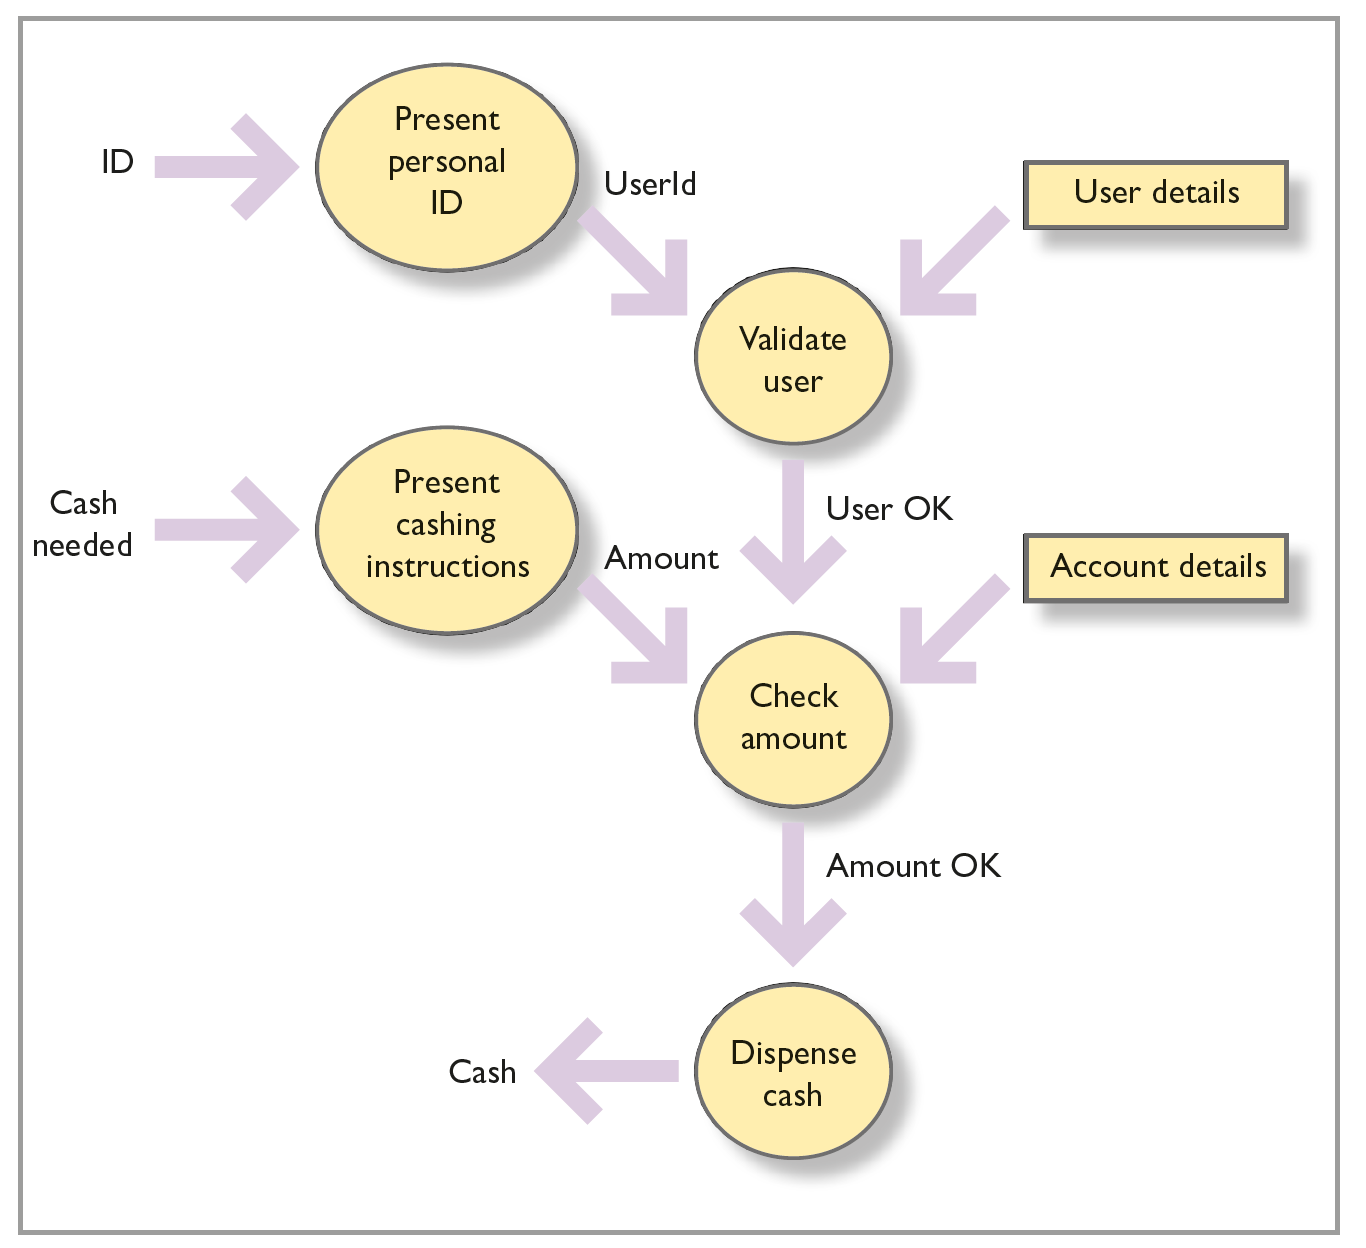 Present
personal
ID
ID
UserId
User details
Validate
user
Present
cashing
instructions
Cash
needed
User OK
Amount
Account details
Check
amount
Amount OK
Dispense
cash
Cash